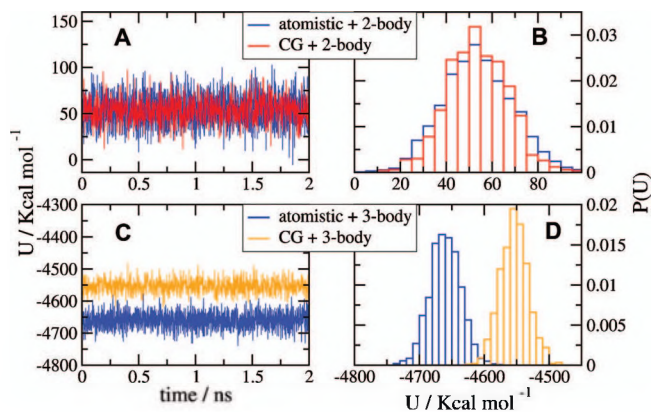 150
100
50
0
A
atomistic + 2-body
CG + 2-body
B
0.03
0.02
0.01
0
0 0.5 1 1.5 2
0 20 40 60 80
U / Kcal mol -1
P(U)
-4300
-4400
-4500
-4600
-4700
-4800
C
atomistic + 3-body
CG + 3-body
D
0.02
0.015
0.01
0.005
0
0 0.5 1 1.5 2
-4800 -4700 -4600 -4500
time / ns
U / Kcal mol -1